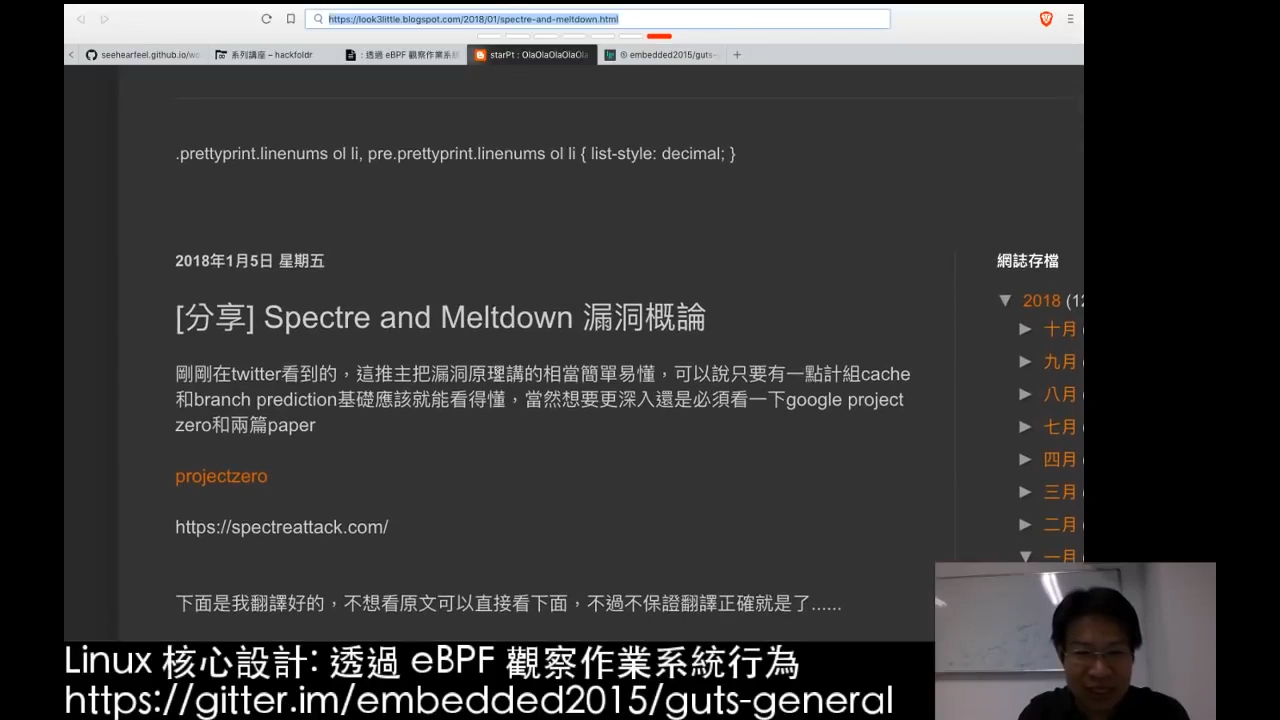 https://look3little.blogspot.com/2018/01/spectre-and-meltdown.html
seehearfeel.github.io/wo
系列講座 – hackfoldr
: 透過 eBPF 觀察作業系統
starPt : OlaOlaOlaOlaOla
embedded2015/guts-
.prettyprint.linenums ol li, pre.prettyprint.linenums ol li { list-style: decimal; }
2018年1月5日 星期五
[分享] Spectre and Meltdown 漏洞概論
剛剛在twitter看到的，這推主把漏洞原理講的相當簡單易懂，可以說只要有一點計組cache
和branch prediction基礎應該就能看得懂，當然想要更深入還是必須看一下google project
zero和兩篇paper
projectzero
https://spectreattack.com/
下面是我翻譯好的，不想看原文可以直接看下面，不過不保證翻譯正確就是了......
網誌存檔
▼ 2018 (12
► 十月 (
► 九月 (
► 八月 (
► 七月 (
► 四月 (
► 三月 (
► 二月 (
▼ 一月 (
Linux 核心設計: 透過 eBPF 觀察作業系統行為
https://gitter.im/embedded2015/guts-general